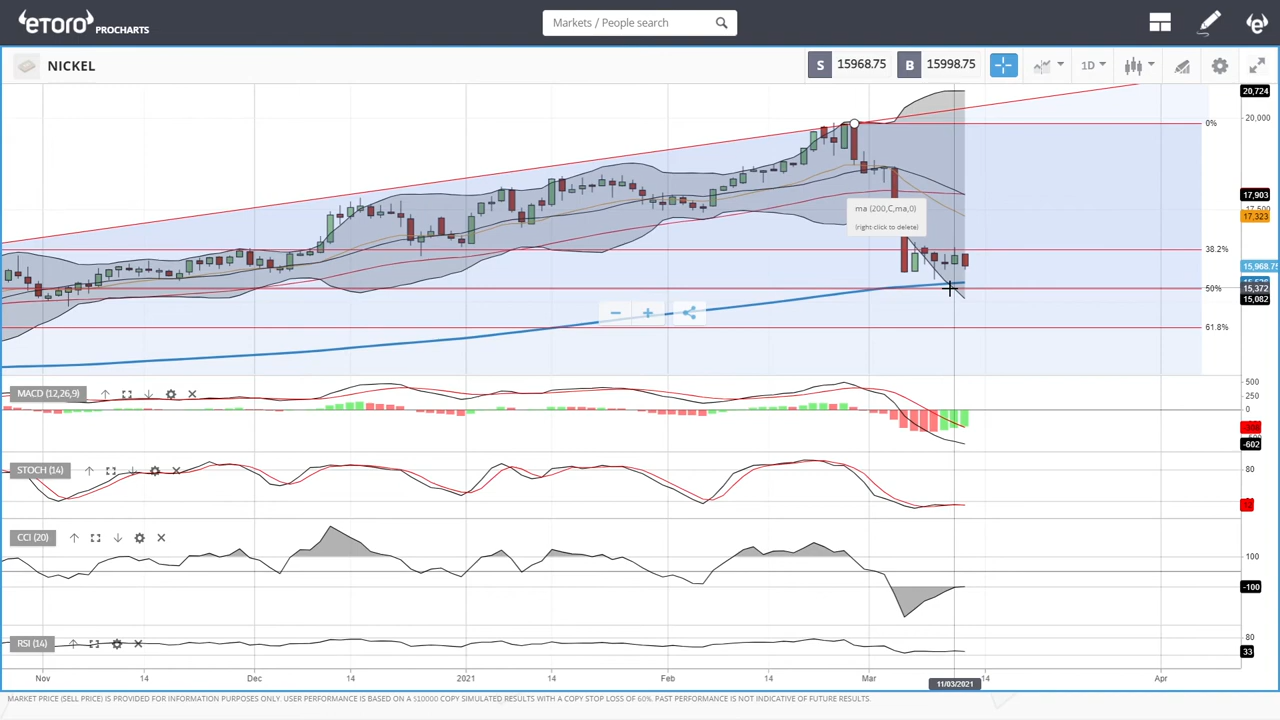 eTORO PROCHARTS
Markets / People search
NICKEL
S 15968.75 B 15998.75
1D
20,724
20,000
0%
17,903
17,500
17,323
ma (200,C,ma,0)
(right click to delete)
38.2%
15,968.75
50%
15,372
15,082
61.8%
MACD (12,26,9)
500
250
0
-602
STOCH (14)
80
CCI (20)
100
-100
RSI (14)
80
33
Nov 14 Dec 14 2021 14 Feb 14 Mar 14 Apr
11/03/2021
MARKET PRICE (SELL PRICE) IS PROVIDED FOR INFORMATION PURPOSES ONLY. USER PERFORMANCE IS BASED ON A $10000 COPY SIMULATED RESULTS WITH A COPY STOP LOSS OF 60%. PAST PERFORMANCE IS NOT INDICATIVE OF FUTURE RESULTS.